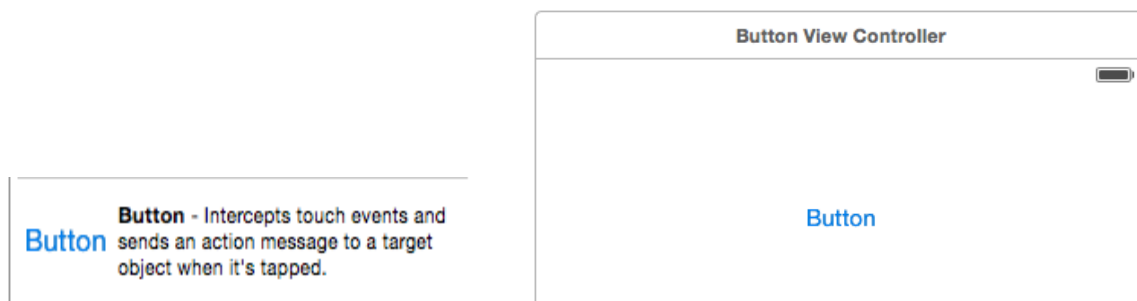 Button View Controller
Button - Intercepts touch events and
Button sends an action message to a target
object when it's tapped.
Button